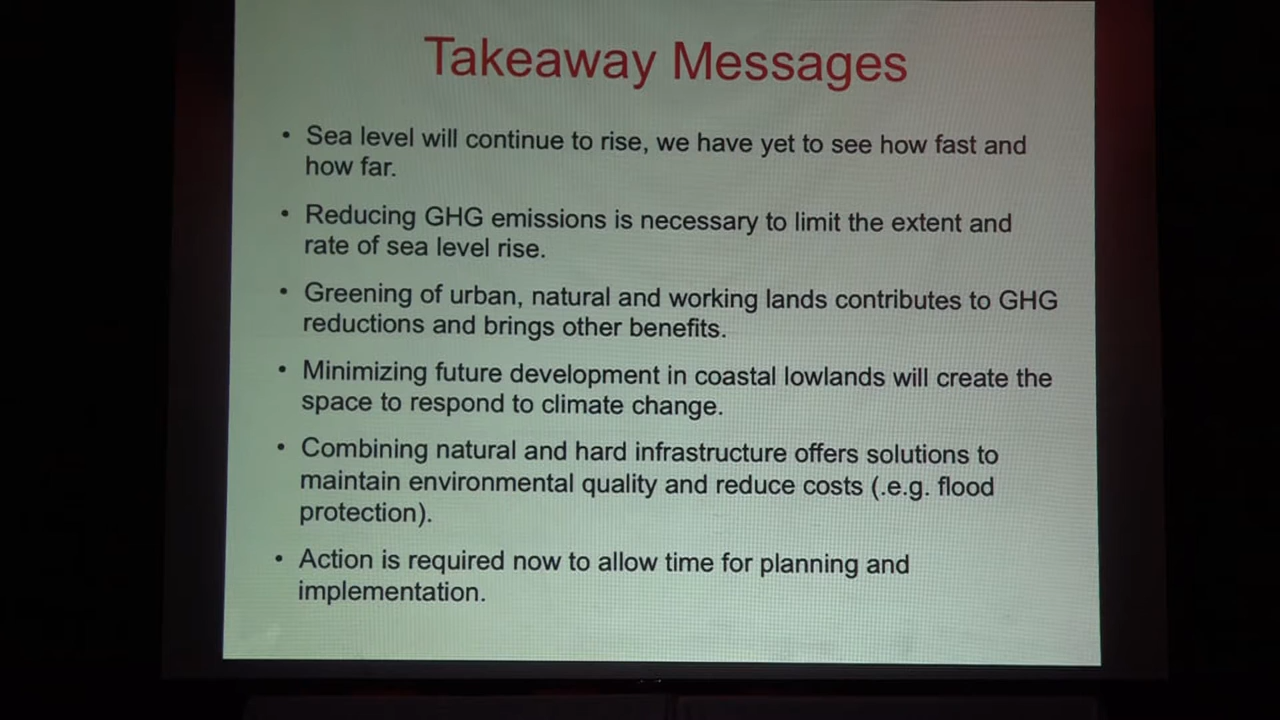 Takeaway Messages
• Sea level will continue to rise, we have yet to see how fast and
how far.
• Reducing GHG emissions is necessary to limit the extent and
rate of sea level rise.
• Greening of urban, natural and working lands contributes to GHG
reductions and brings other benefits.
• Minimizing future development in coastal lowlands will create the
space to respond to climate change.
• Combining natural and hard infrastructure offers solutions to
maintain environmental quality and reduce costs (.e.g. flood
protection).
• Action is required now to allow time for planning and
implementation.